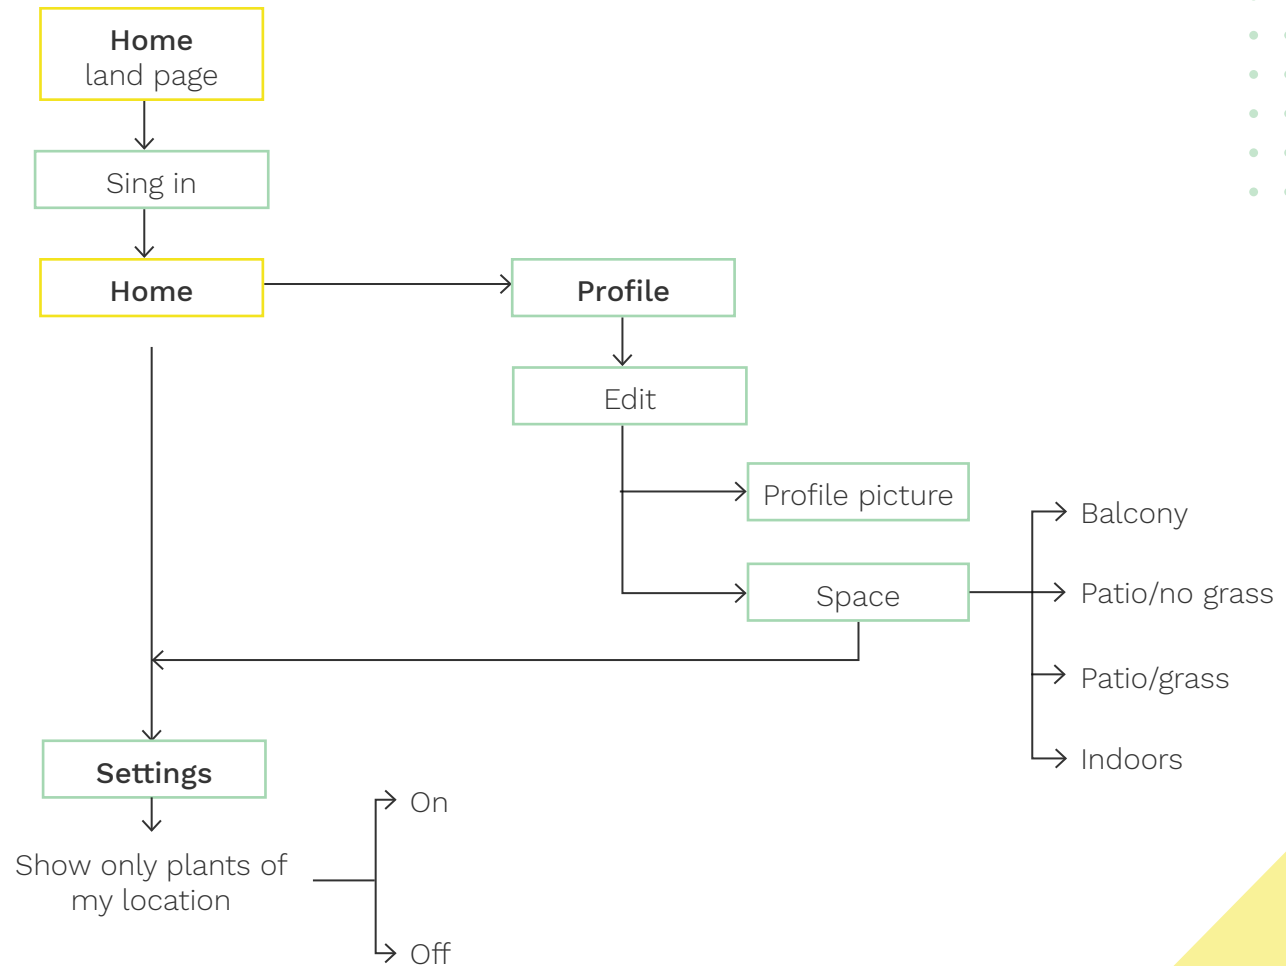 Home
land page
Sing in
Home
Profile
Edit
Profile picture
Space
Balcony
Patio/no grass
Patio/grass
Indoors
Settings
Show only plants of
my location
On
Off